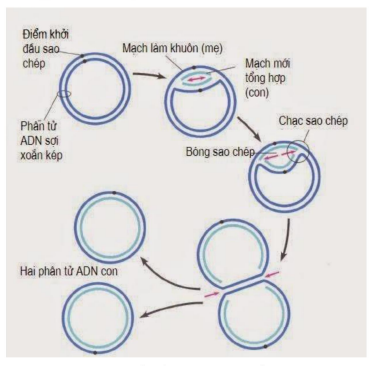 Điểm khởi
đầu sao
chép
Mạch làm khuôn (mẹ)
Mạch mới
tổng hợp
(con)
Phân tử
ADN sợi
xoắn kép
Chạc sao chép
Bóng sao chép
Hai phân tử ADN con